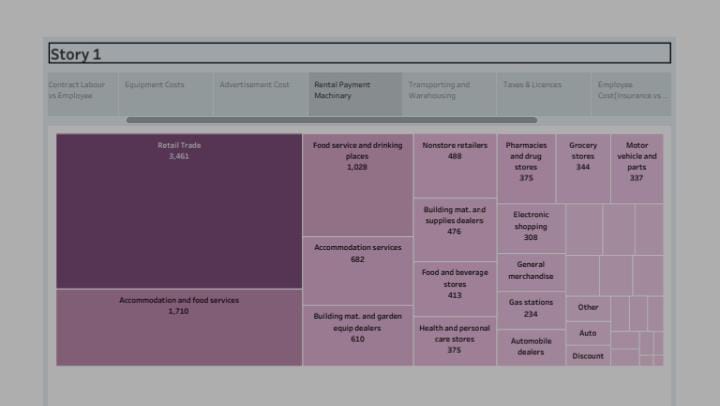 Story 1
Contract Labour
vs Employee
Equipment Costs
Advertisement Cost
Rental Payment
Machinary
Transporting and
Warehousing
Taxes & Licences
Employee
Cost(Insurance vs ...
Retail Trade
3,461
Accommodation and food services
1,710
Food service and drinking
places
1,028
Accommodation services
682
Building mat. and garden
equip dealers
610
Nonstore retailers
488
Building mat. and
supplies dealers
476
Food and beverage
stores
413
Health and personal
care stores
375
Pharmacies
and drug
stores
375
Electronic
shopping
308
General
merchandise
Gas stations
234
Automobile
dealers
Grocery
stores
344
Motor
vehicle and
parts
337
Other
Auto
Discount